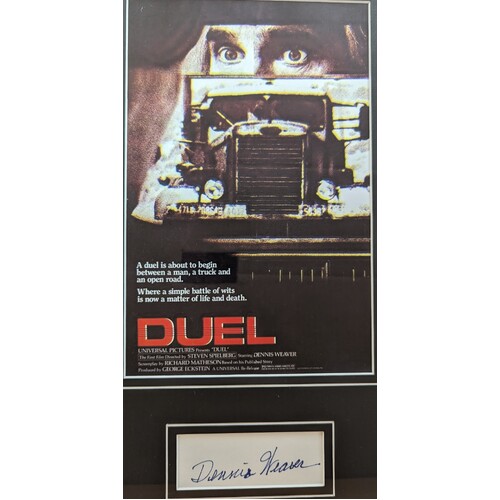 A duel is about to begin
between a man, a truck and
an open road.
Where a simple battle of wits
is now a matter of life and death.
DUEL
UNIVERSAL PICTURES Presents "DUEL"
The First Film Directed by STEVEN SPIELBERG Starring DENNIS WEAVER
Screenplay by RICHARD MATHESON Based on his Published Story
Produced by GEORGE ECKSTEIN A UNIVERSAL Re-Release
Dennis Weaver